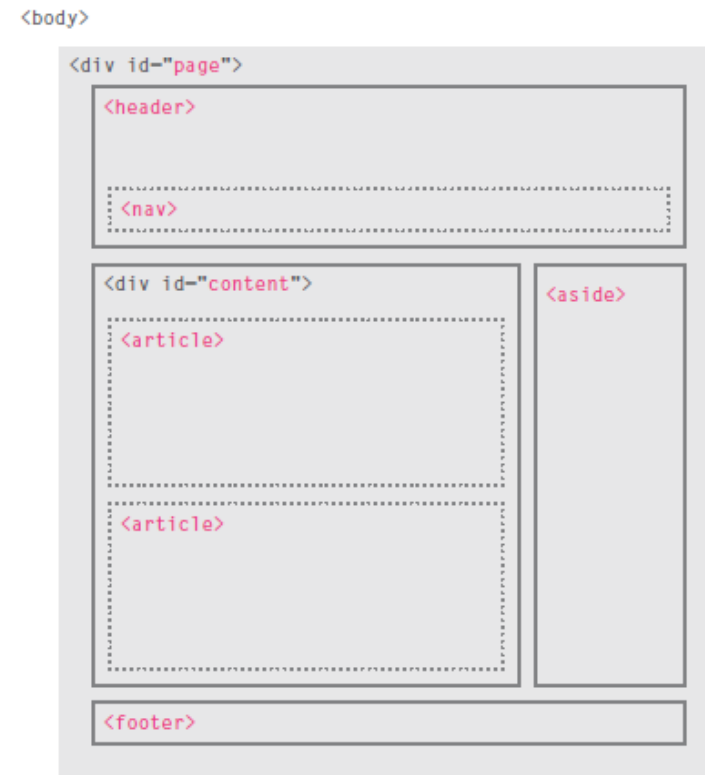 <body>
<div id="page">
<header>
<nav>
<div id="content">
<aside>
<article>
<article>
<footer>